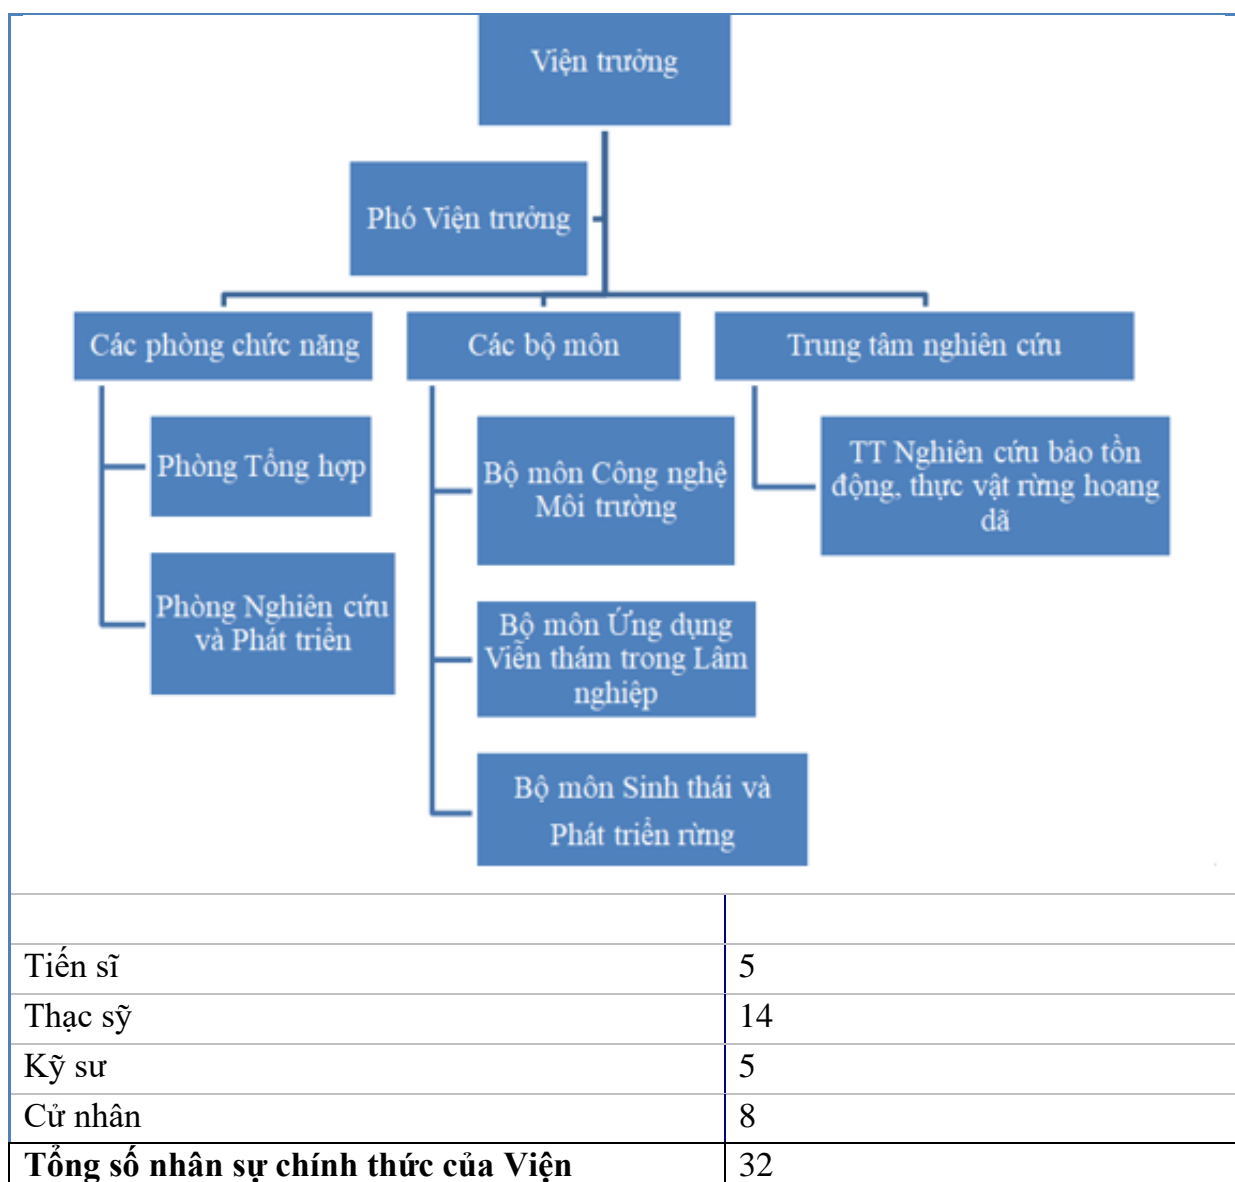 Viện trưởng
Phó Viện trưởng
Các phòng chức năng
Các bộ môn
Trung tâm nghiên cứu
Phòng Tổng hợp
Phòng Nghiên cứu
và Phát triển
Bộ môn Công nghệ
Môi trường
Bộ môn Ứng dụng
Viễn thám trong Lâm
nghiệp
Bộ môn Sinh thái và
Phát triển rừng
TT Nghiên cứu bảo tồn
động, thực vật rừng hoang
dã
Tiến sĩ 5
Thạc sỹ 14
Kỹ sư 5
Cử nhân 8
Tổng số nhân sự chính thức của Viện 32